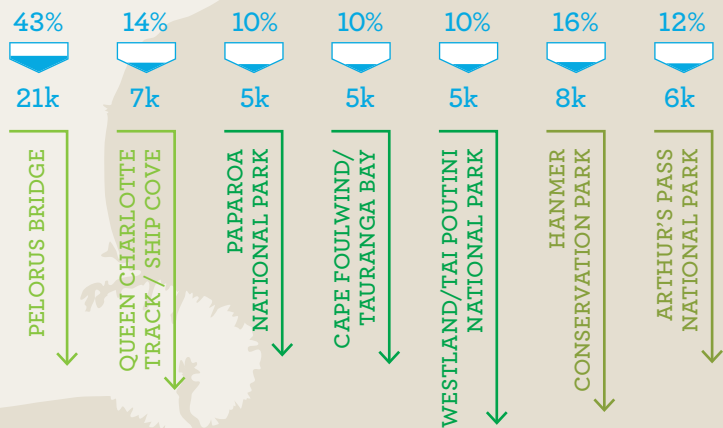 43%
14%
10%
10%
10%
16%
12%
21k
7k
5k
5k
5k
8k
6k
PELORUS BRIDGE
QUEEN CHARLOTTE
TRACK / SHIP COVE
PAPAROA
NATIONAL PARK
CAPE FOULWIND/
TAURANGA BAY
WESTLAND/TAI POUTINI
NATIONAL PARK
HANMER
CONSERVATION PARK
ARTHUR'S PASS
NATIONAL PARK